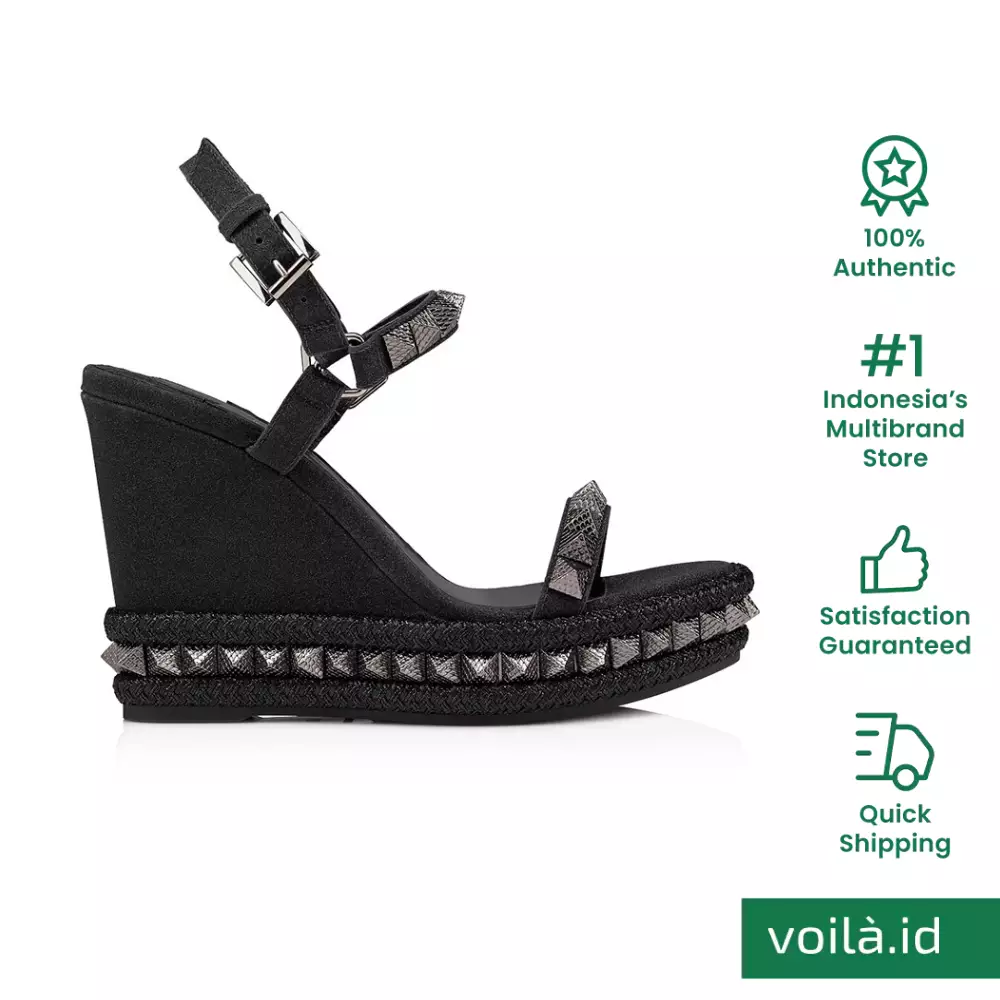 100%
Authentic
#1
Indonesia's
Multibrand
Store
Satisfaction
Guaranteed
Quick
Shipping
voilà.id